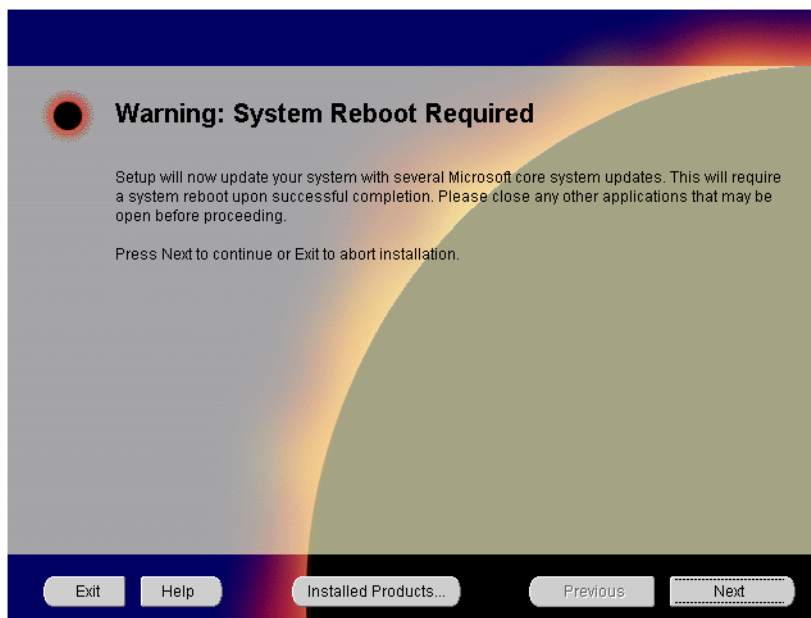 Warning: System Reboot Required
Setup will now update your system with several Microsoft core system updates. This will require
a system reboot upon successful completion. Please close any other applications that may be
open before proceeding.
Press Next to continue or Exit to abort installation.
Exit
Help
Installed Products...
Previous
Next